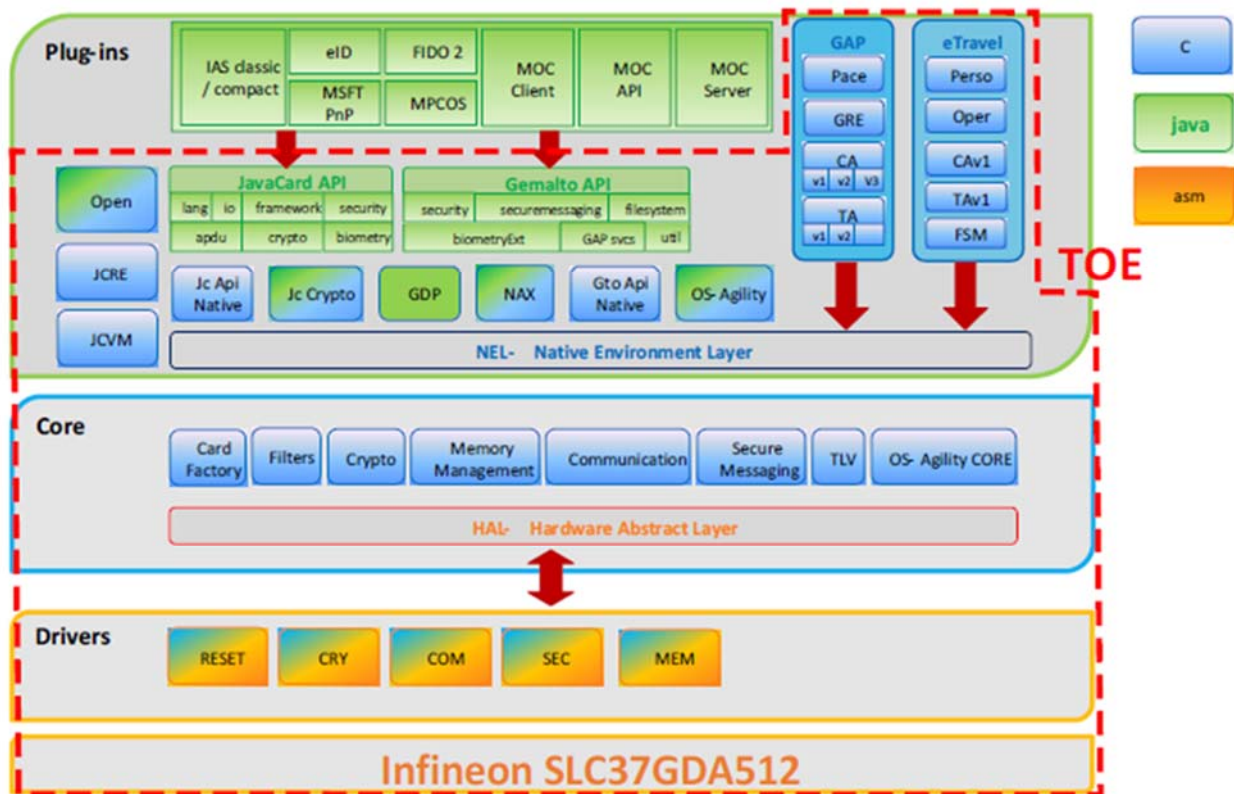 Plug-ins
IAS classic
/ compact
eID
FIDO 2
MSFT
PnP
MPCOS
MOC
Client
MOC
API
MOC
Server
GAP
Pace
GRE
CA
v1 v2 V3
TA
v1 v2
eTravel
Perso
Oper
CAv1
TAv1
FSM
C
java
asm
TOE
Open
JCRE
JCVM
JavaCard API
lang io framework security
apdu crypto biometry
Gemalto API
security securemessaging filesystem
biometryExt GAP svcs util
Jc Api
Native
Jc Crypto
GDP
NAX
Gto Api
Native
OS- Agility
NEL- Native Environment Layer
Core
Card
Factory
Filters
Crypto
Memory
Management
Communication
Secure
Messaging
TLV
OS- Agility CORE
HAL- Hardware Abstract Layer
Drivers
RESET
CRY
COM
SEC
MEM
Infineon SLC37GDA512